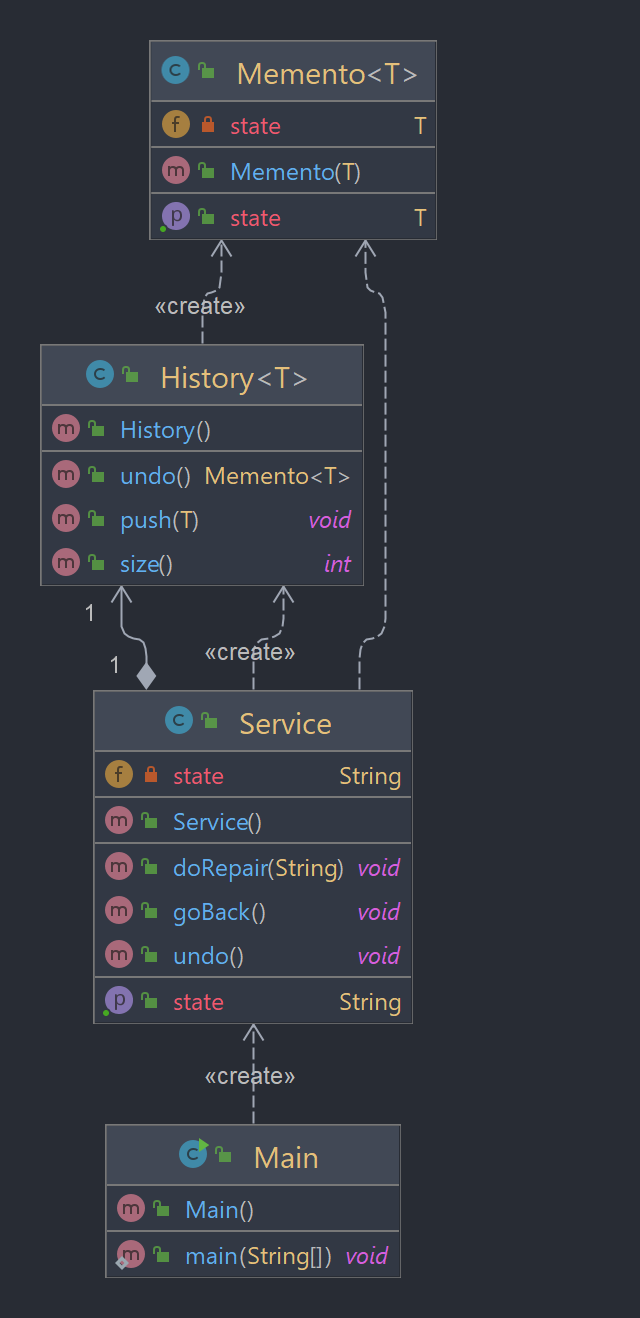 Memento<T>
state T
Memento(T)
state T
«create»
History<T>
History()
undo() Memento<T>
push(T) void
size() int
1
1 «create»
Service
state String
Service()
doRepair(String) void
goBack() void
undo() void
state String
«create»
Main
Main()
main(String[]) void